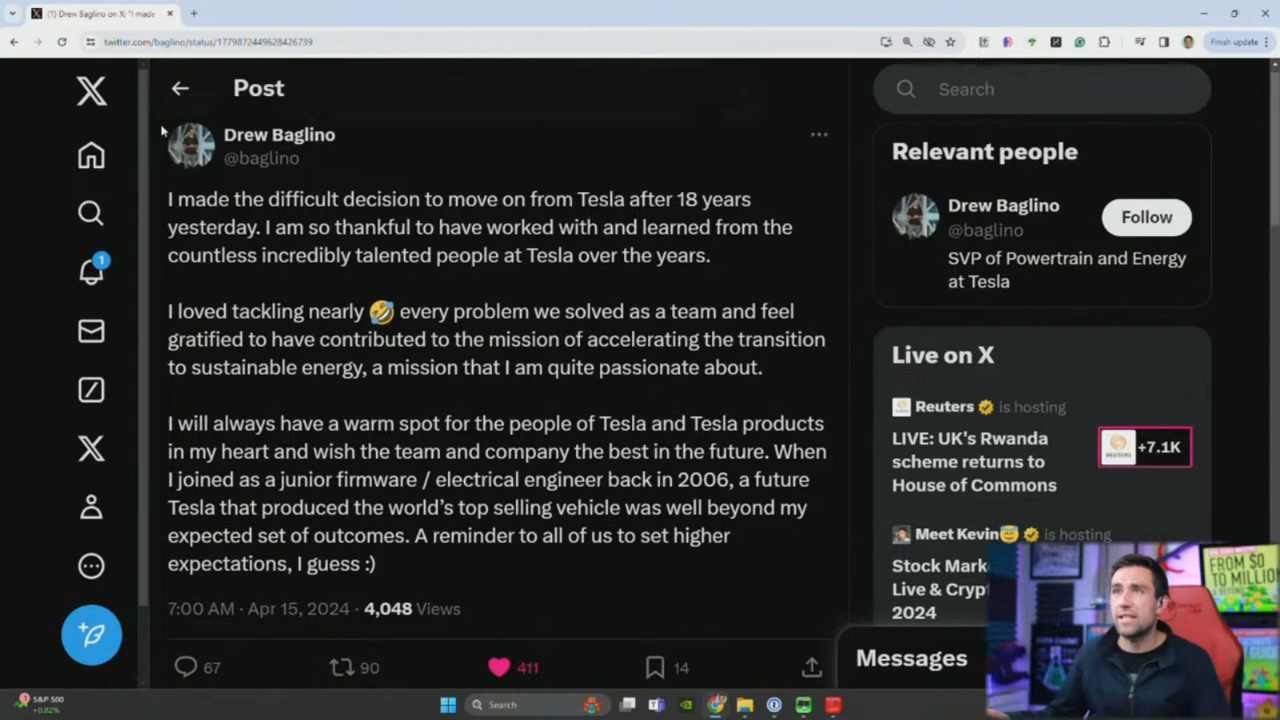 (1) Drew Baglino on X: "I made
twitter.com/baglino/status/1779872449628426739
Finish update
Post
Search
Drew Baglino
@baglino
I made the difficult decision to move on from Tesla after 18 years
yesterday. I am so thankful to have worked with and learned from the
countless incredibly talented people at Tesla over the years.
I loved tackling nearly 🤣 every problem we solved as a team and feel
gratified to have contributed to the mission of accelerating the transition
to sustainable energy, a mission that I am quite passionate about.
I will always have a warm spot for the people of Tesla and Tesla products
in my heart and wish the team and company the best in the future. When
I joined as a junior firmware / electrical engineer back in 2006, a future
Tesla that produced the world's top selling vehicle was well beyond my
expected set of outcomes. A reminder to all of us to set higher
expectations, I guess :)
7:00 AM · Apr 15, 2024 · 4,048 Views
67
90
411
14
1
Relevant people
Drew Baglino
@baglino
Follow
SVP of Powertrain and Energy
at Tesla
Live on X
Reuters is hosting
LIVE: UK's Rwanda
scheme returns to
House of Commons
REUTERS
+7.1K
Meet Kevin😇 is hosting
Stock Mark
Live & Cryp
2024
Messages
FROM $0
TO MILLIO
& BEYOND
S&P 500
+0.82%
Search